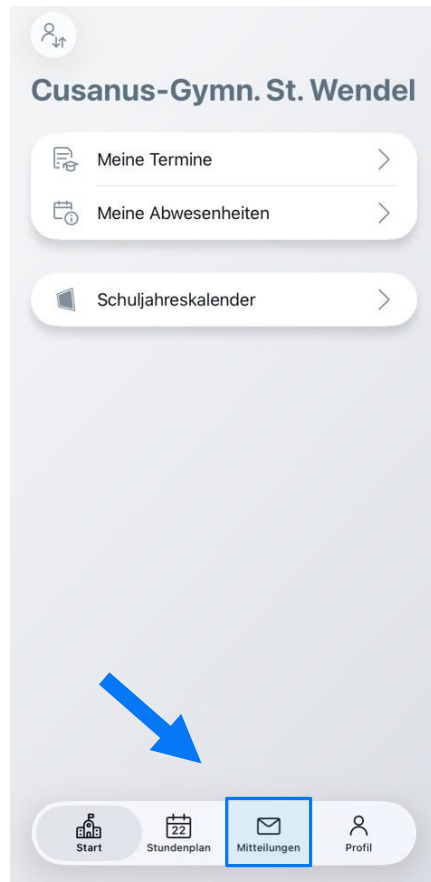 Cusanus-Gymn. St. Wendel
Meine Termine
Meine Abwesenheiten
Schuljahreskalender
22
Start Stundenplan Mitteilungen Profil